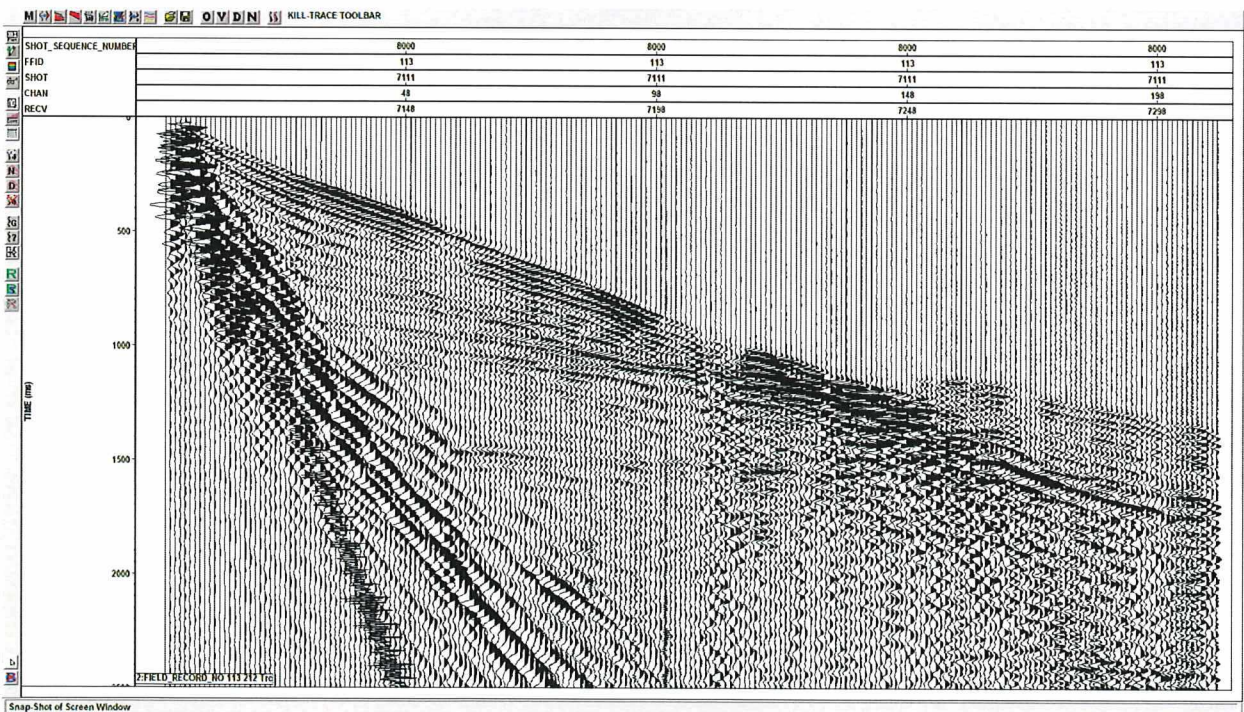 M O V D N KILL-TRACE TOOLBAR
SHOT_SEQUENCE_NUMBER 8000 8000 8000 8000
FFID 113 113 113 113
SHOT 7111 7111 7111 7111
CHAN 48 98 148 198
RECV 7148 7198 7248 7298
0
500
N
D
R
R
R
1000
TIME (ms)
1500
2000
B
2:FIELD_RECORD_NO 113 212 Trc
Snap-Shot of Screen Window